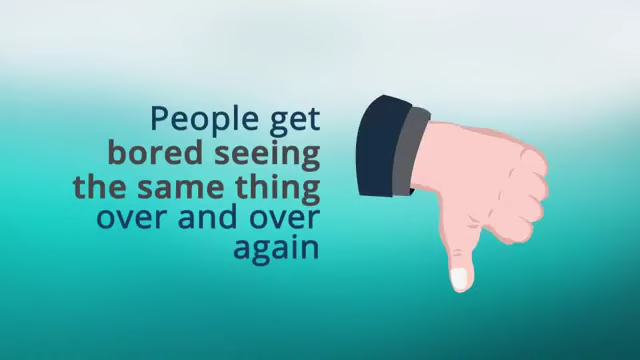 People get
bored seeing
the same thing
over and over
again